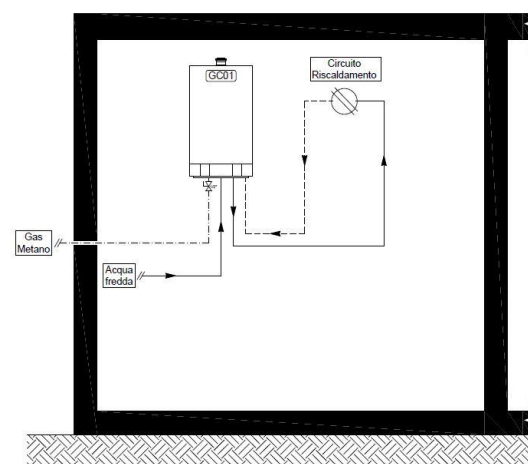 GC01
Circuito
Riscaldamento
Gas
Metano
Acqua
fredda